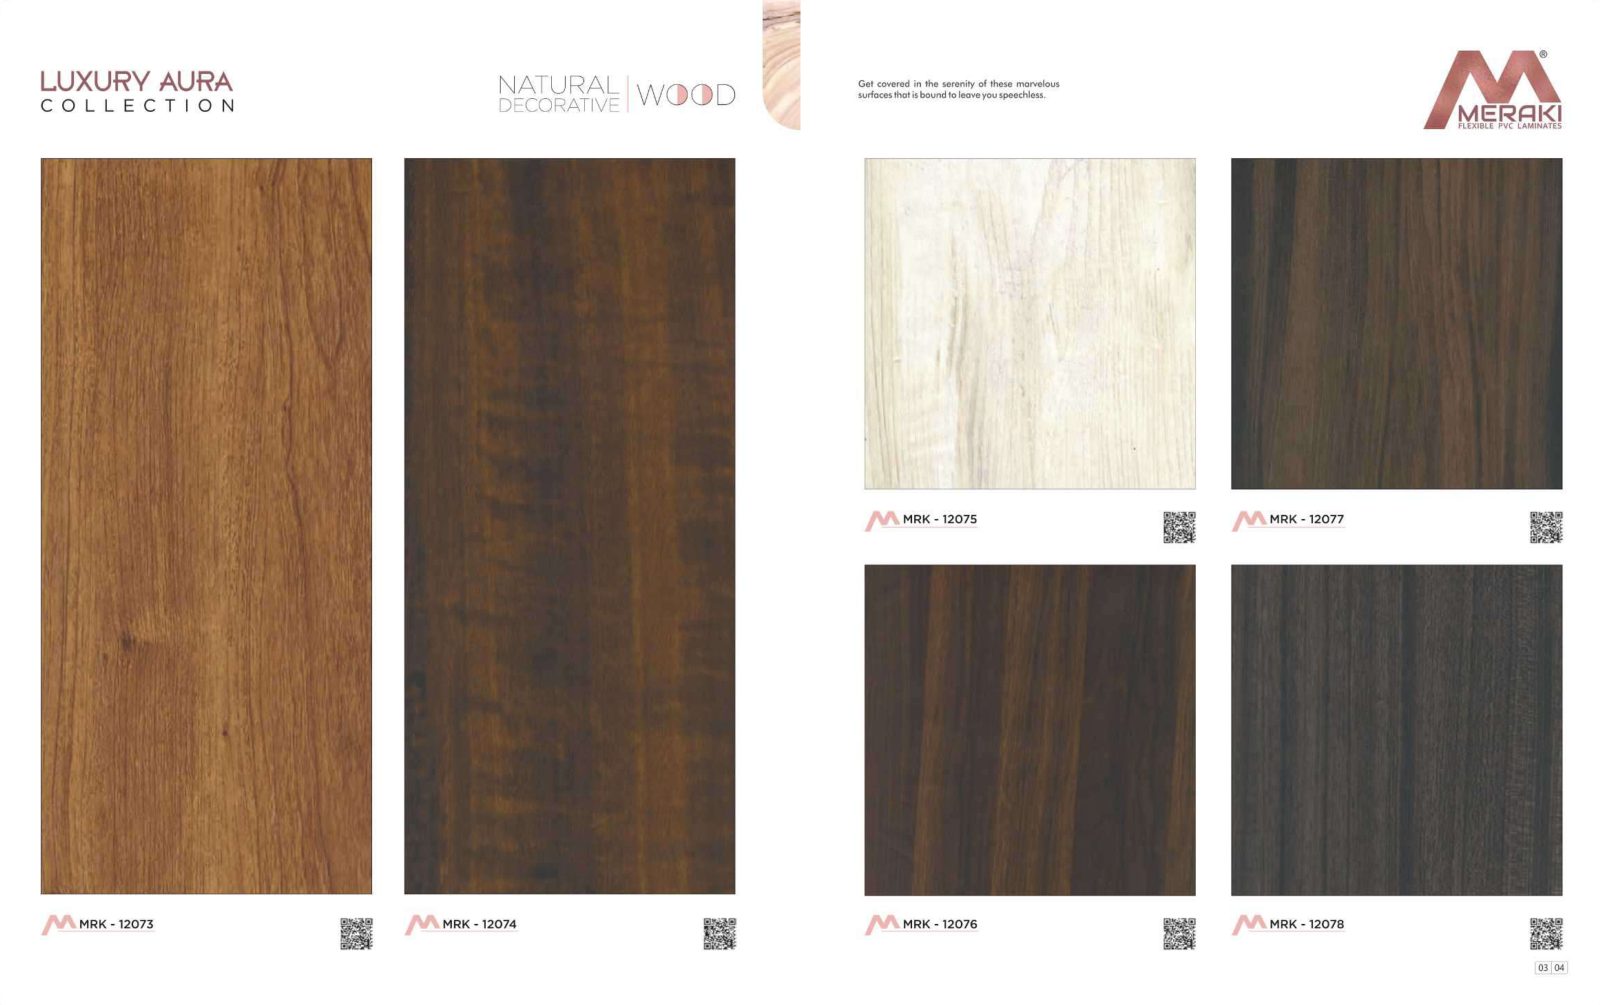 LUXURY AURA
COLLECTION
NATURAL
DECORATIVE
WOOD
Get covered in the serenity of these marvelous
surfaces that is bound to leave you speechless.
®
MERAKI
FLEXIBLE PVC LAMINATES
MRK - 12073
MRK - 12074
MRK - 12075
MRK - 12077
MRK - 12076
MRK - 12078
03 04